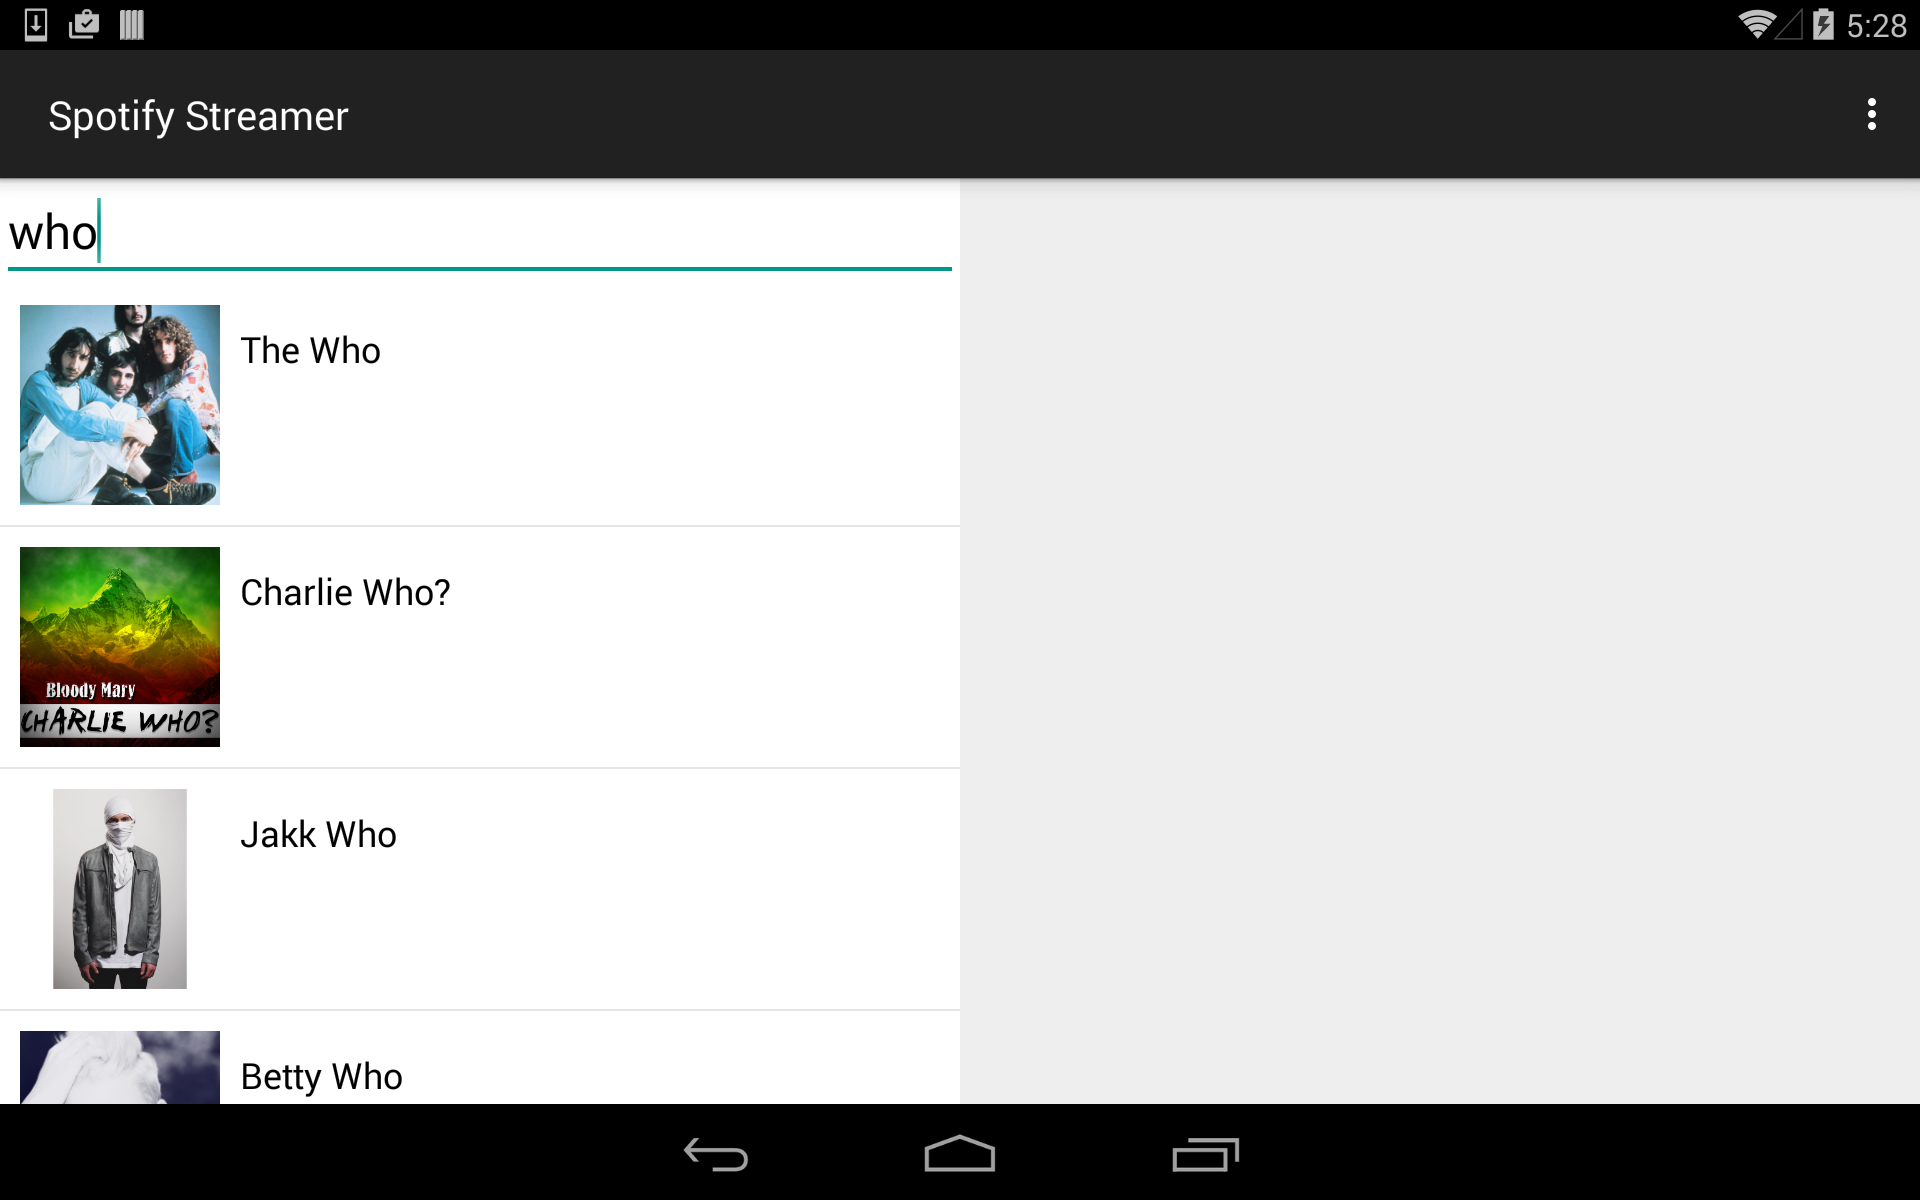 5:28
Spotify Streamer
who
The Who
Charlie Who?
Bloody Mary
CHARLIE WHO?
Jakk Who
Betty Who